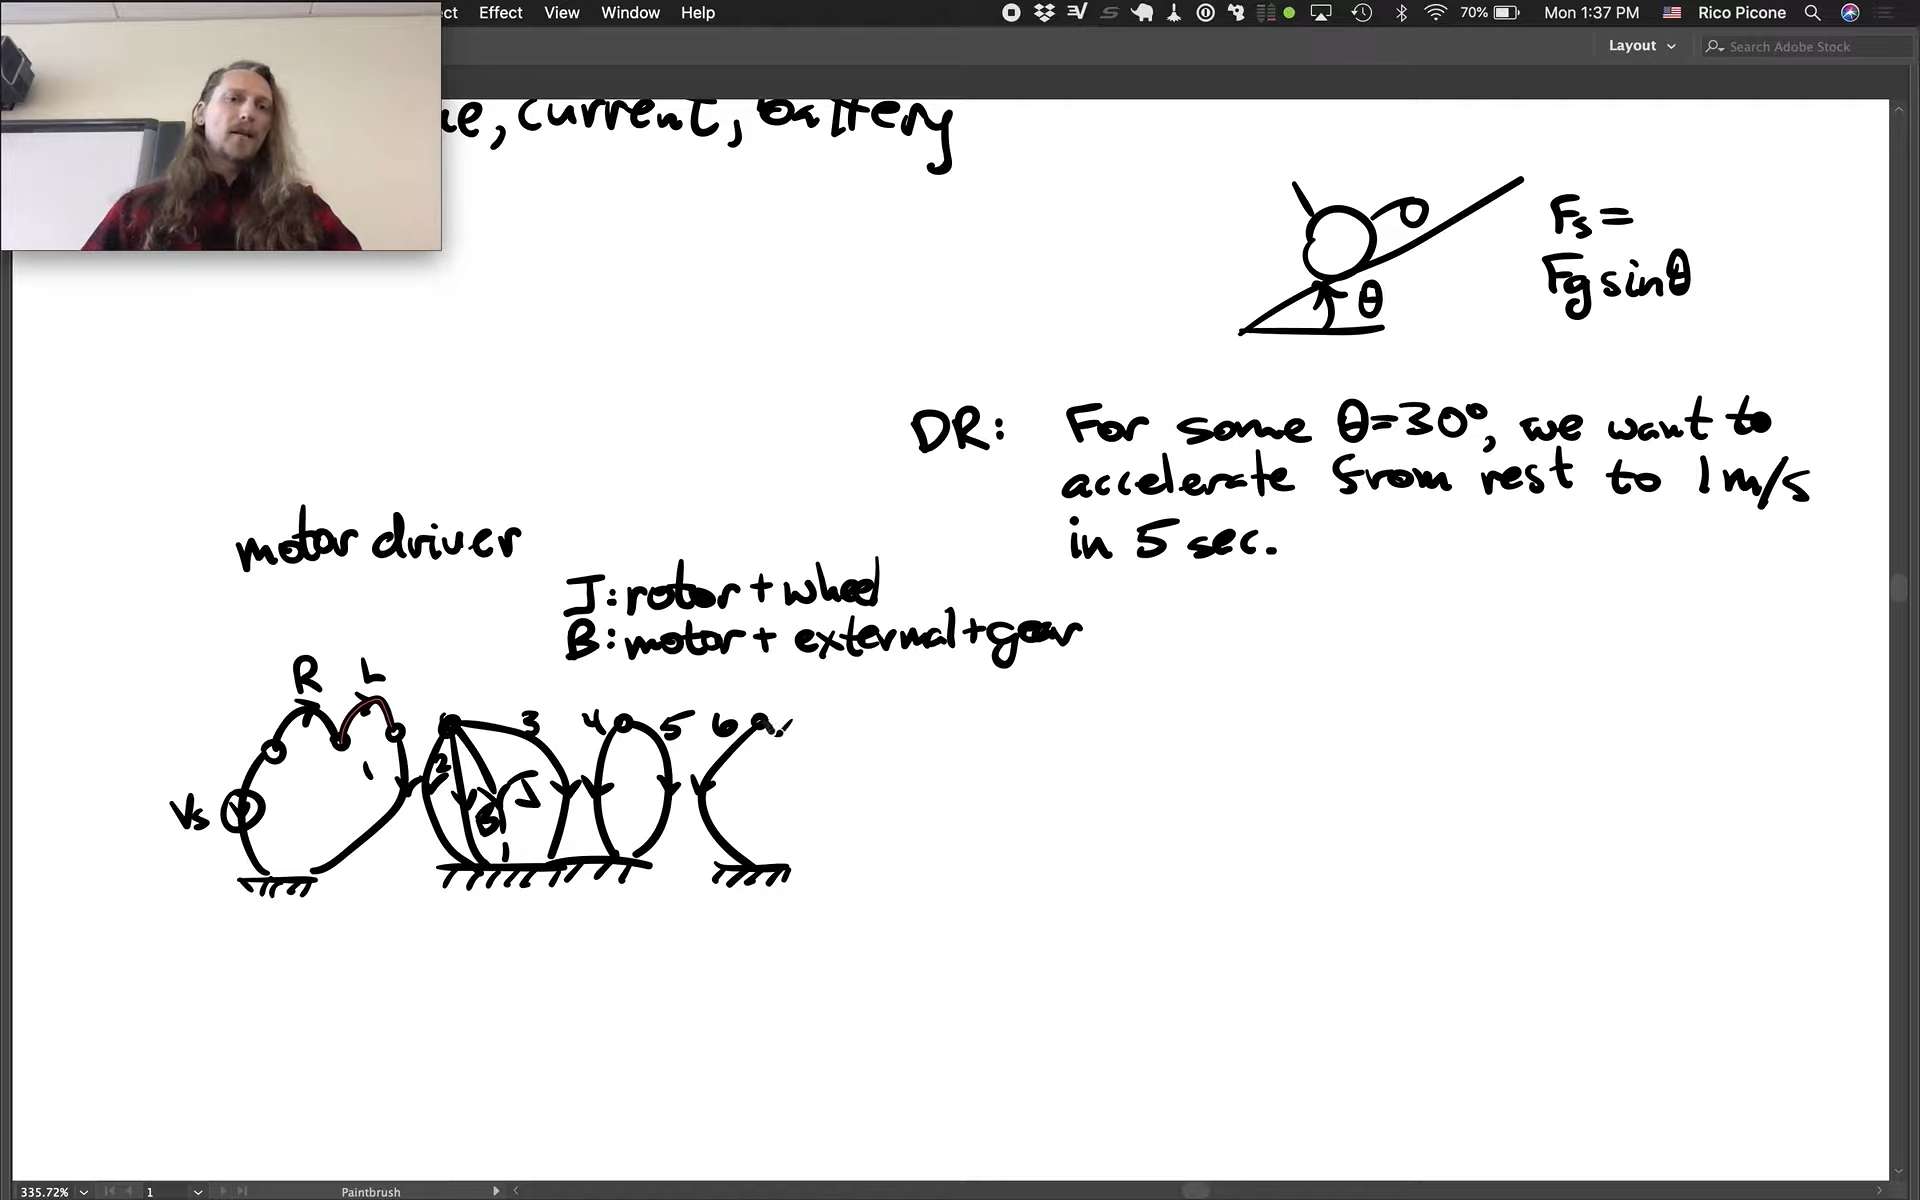 ct Effect View Window Help 70% Mon 1:37 PM Rico Picone
Layout Search Adobe Stock
e, current, battery
Fs =
Fg sinθ
θ
DR: For some θ=30°, we want to
accelerate from rest to 1 m/s
in 5 sec.
motor driver
J: rotor + wheel
B: motor + external + gear
R L
3 4 5 6
1 2 J
Vs B
1
335.72% 1 Paintbrush